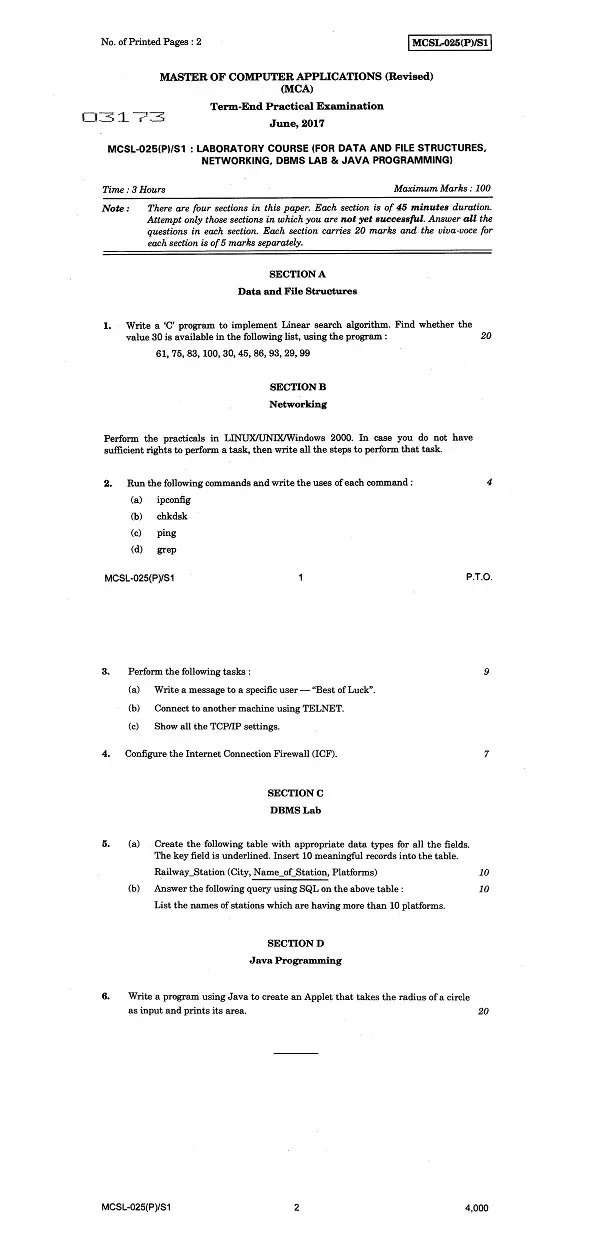 No. of Printed Pages : 2
MCSL-025(P)/S1
MASTER OF COMPUTER APPLICATIONS (Revised)
(MCA)
Term-End Practical Examination
03173
June, 2017
MCSL-025(P)/S1 : LABORATORY COURSE (FOR DATA AND FILE STRUCTURES,
NETWORKING, DBMS LAB & JAVA PROGRAMMING)
Time : 3 Hours Maximum Marks : 100
Note : There are four sections in this paper. Each section is of 45 minutes duration.
Attempt only those sections in which you are not yet successful. Answer all the
questions in each section. Each section carries 20 marks and the viva-voce for
each section is of 5 marks separately.
SECTION A
Data and File Structures
1. Write a 'C' program to implement Linear search algorithm. Find whether the
value 30 is available in the following list, using the program : 20
61, 75, 83, 100, 30, 45, 86, 93, 29, 99
SECTION B
Networking
Perform the practicals in LINUX/UNIX/Windows 2000. In case you do not have
sufficient rights to perform a task, then write all the steps to perform that task.
2. Run the following commands and write the uses of each command : 4
(a) ipconfig
(b) chkdsk
(c) ping
(d) grep
MCSL-025(P)/S1 1 P.T.O.
3. Perform the following tasks : 9
(a) Write a message to a specific user — "Best of Luck".
(b) Connect to another machine using TELNET.
(c) Show all the TCP/IP settings.
4. Configure the Internet Connection Firewall (ICF). 7
SECTION C
DBMS Lab
5. (a) Create the following table with appropriate data types for all the fields.
The key field is underlined. Insert 10 meaningful records into the table.
Railway_Station (City, Name_of_Station, Platforms) 10
(b) Answer the following query using SQL on the above table : 10
List the names of stations which are having more than 10 platforms.
SECTION D
Java Programming
6. Write a program using Java to create an Applet that takes the radius of a circle
as input and prints its area. 20
MCSL-025(P)/S1 2 4,000